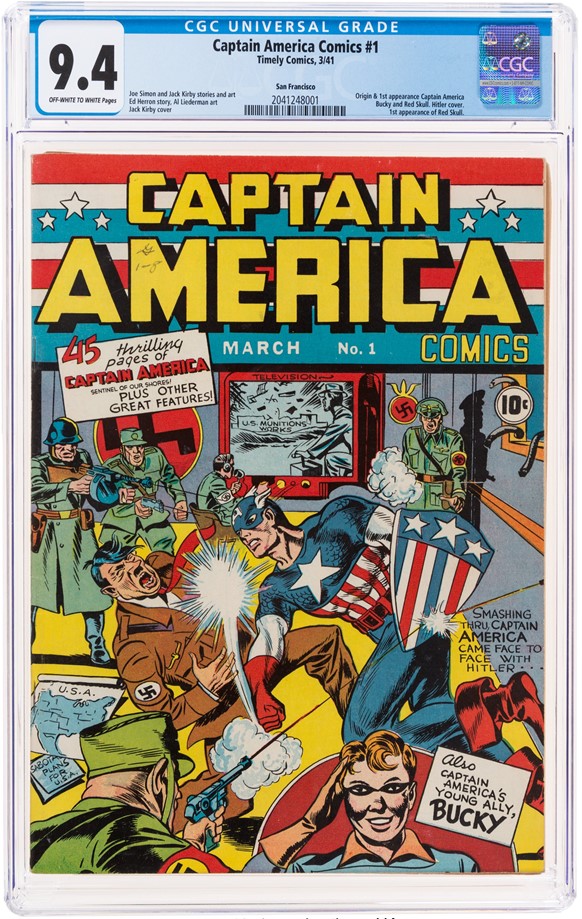 CGC UNIVERSAL GRADE
9.4
OFF-WHITE TO WHITE Pages
Captain America Comics #1
Timely Comics, 3/41
San Francisco
2041248001
Joe Simon and Jack Kirby stories and art
Ed Herron story, Al Liederman art
Jack Kirby cover
Origin & 1st appearance Captain America
Bucky and Red Skull. Hitler cover.
1st appearance of Red Skull.
CGC
CAPTAIN
AMERICA
COMICS
MARCH No. 1
45 thrilling
pages of
CAPTAIN AMERICA
SENTINEL OF OUR SHORES!
PLUS OTHER
GREAT FEATURES!
TELEVISION
U.S. MUNITIONS
WORKS
10¢
SMASHING
THRU, CAPTAIN
AMERICA
CAME FACE TO
FACE WITH
HITLER...
U.S.A.
PLANS
FOR
U.S.A.
Also
CAPTAIN
AMERICA'S
YOUNG ALLY,
BUCKY